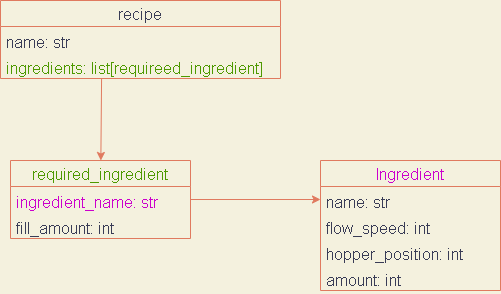 recipe
name: str
ingredients: list[requireed_ingredient]
required_ingredient
ingredient_name: str
fill_amount: int
Ingredient
name: str
flow_speed: int
hopper_position: int
amount: int